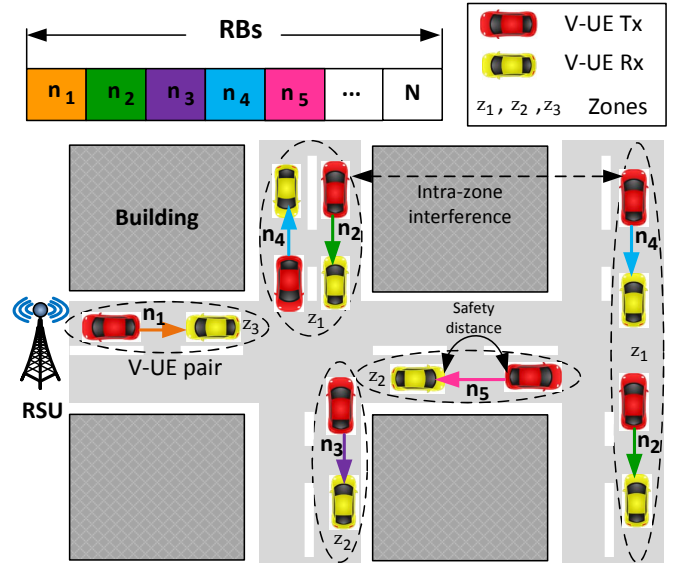 RBs
n1 n2 n3 n4 n5 ... N
V-UE Tx
V-UE Rx
z1 , z2 , z3 Zones
Building
Intra-zone
interference
n4
n2
z1
n4
n1
z3
V-UE pair
RSU
Safety
distance
z2
n5
z1
n3
z2
n2